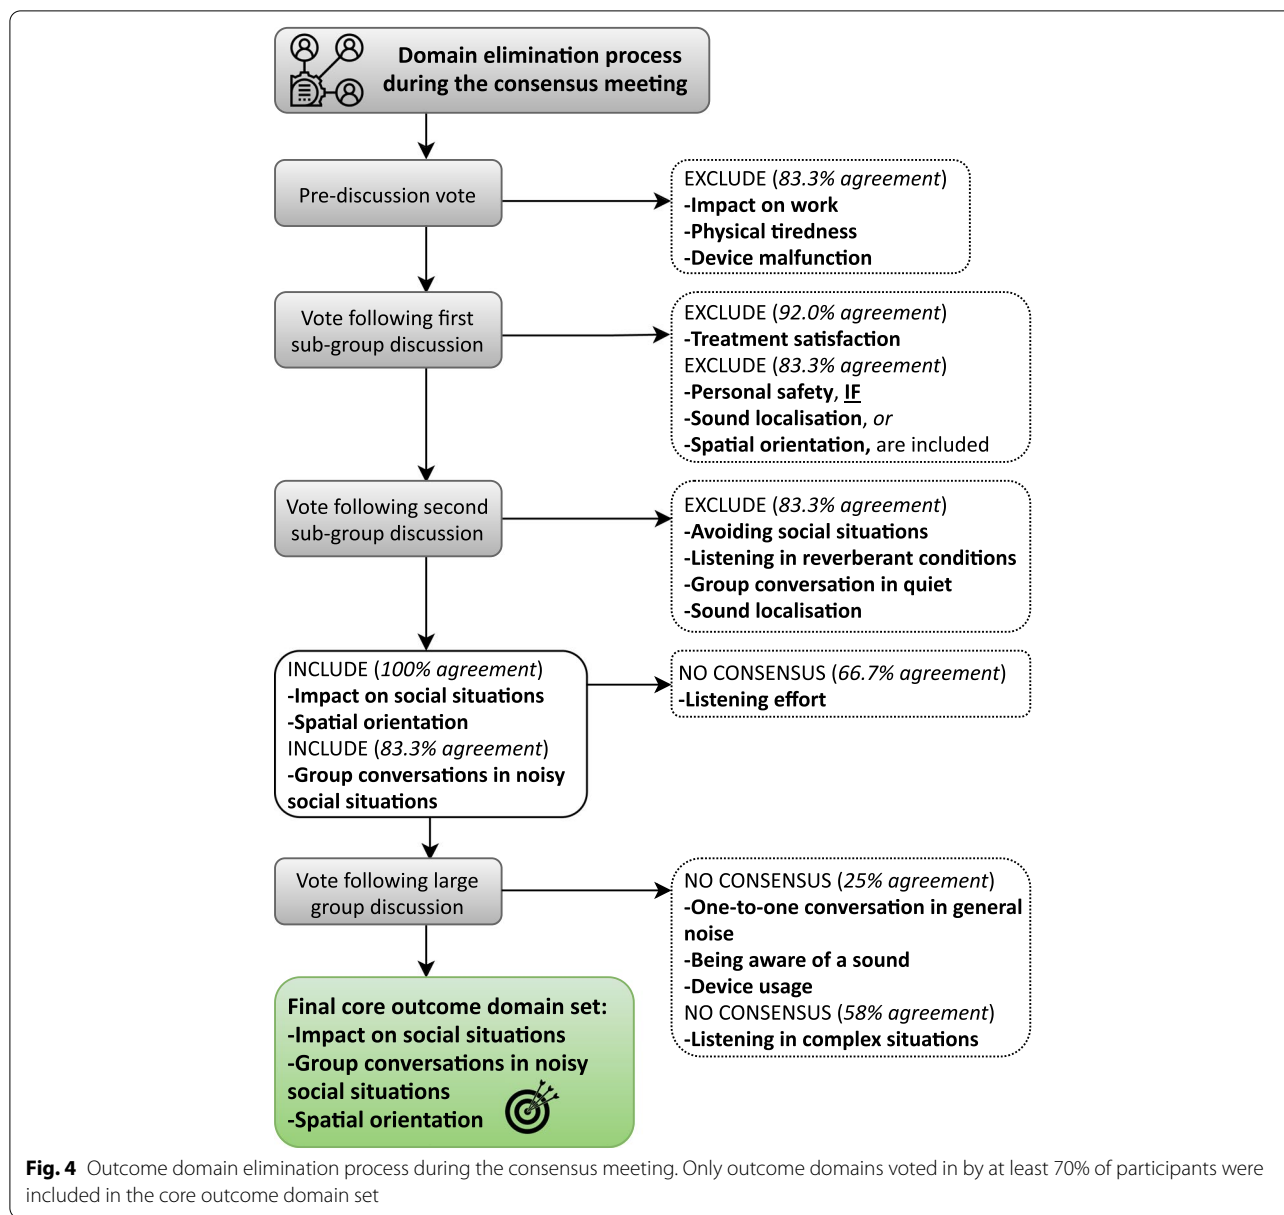 Domain elimination process
during the consensus meeting
Pre-discussion vote
EXCLUDE (83.3% agreement)
-Impact on work
-Physical tiredness
-Device malfunction
Vote following first
sub-group discussion
EXCLUDE (92.0% agreement)
-Treatment satisfaction
EXCLUDE (83.3% agreement)
-Personal safety, IF
-Sound localisation, or
-Spatial orientation, are included
Vote following second
sub-group discussion
EXCLUDE (83.3% agreement)
-Avoiding social situations
-Listening in reverberant conditions
-Group conversation in quiet
-Sound localisation
INCLUDE (100% agreement)
-Impact on social situations
-Spatial orientation
INCLUDE (83.3% agreement)
-Group conversations in noisy
social situations
NO CONSENSUS (66.7% agreement)
-Listening effort
Vote following large
group discussion
NO CONSENSUS (25% agreement)
-One-to-one conversation in general
noise
-Being aware of a sound
-Device usage
NO CONSENSUS (58% agreement)
-Listening in complex situations
Final core outcome domain set:
-Impact on social situations
-Group conversations in noisy
social situations
-Spatial orientation
Fig. 4 Outcome domain elimination process during the consensus meeting. Only outcome domains voted in by at least 70% of participants were
included in the core outcome domain set